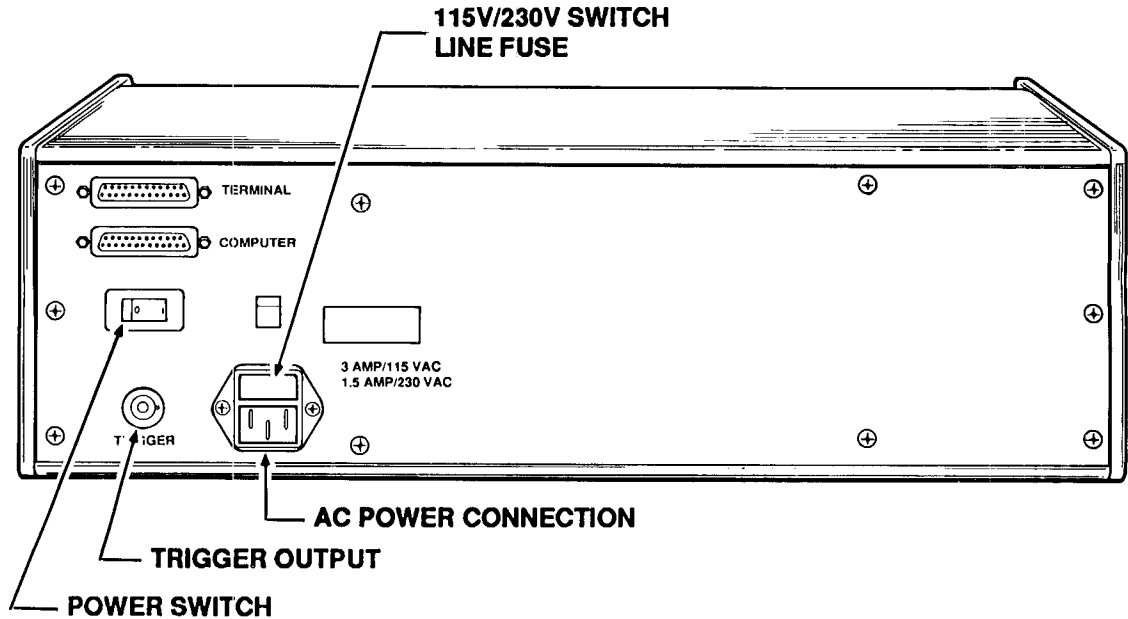 115V/230V SWITCH
LINE FUSE
TERMINAL
COMPUTER
3 AMP/115 VAC
1.5 AMP/230 VAC
TRIGGER
AC POWER CONNECTION
TRIGGER OUTPUT
POWER SWITCH